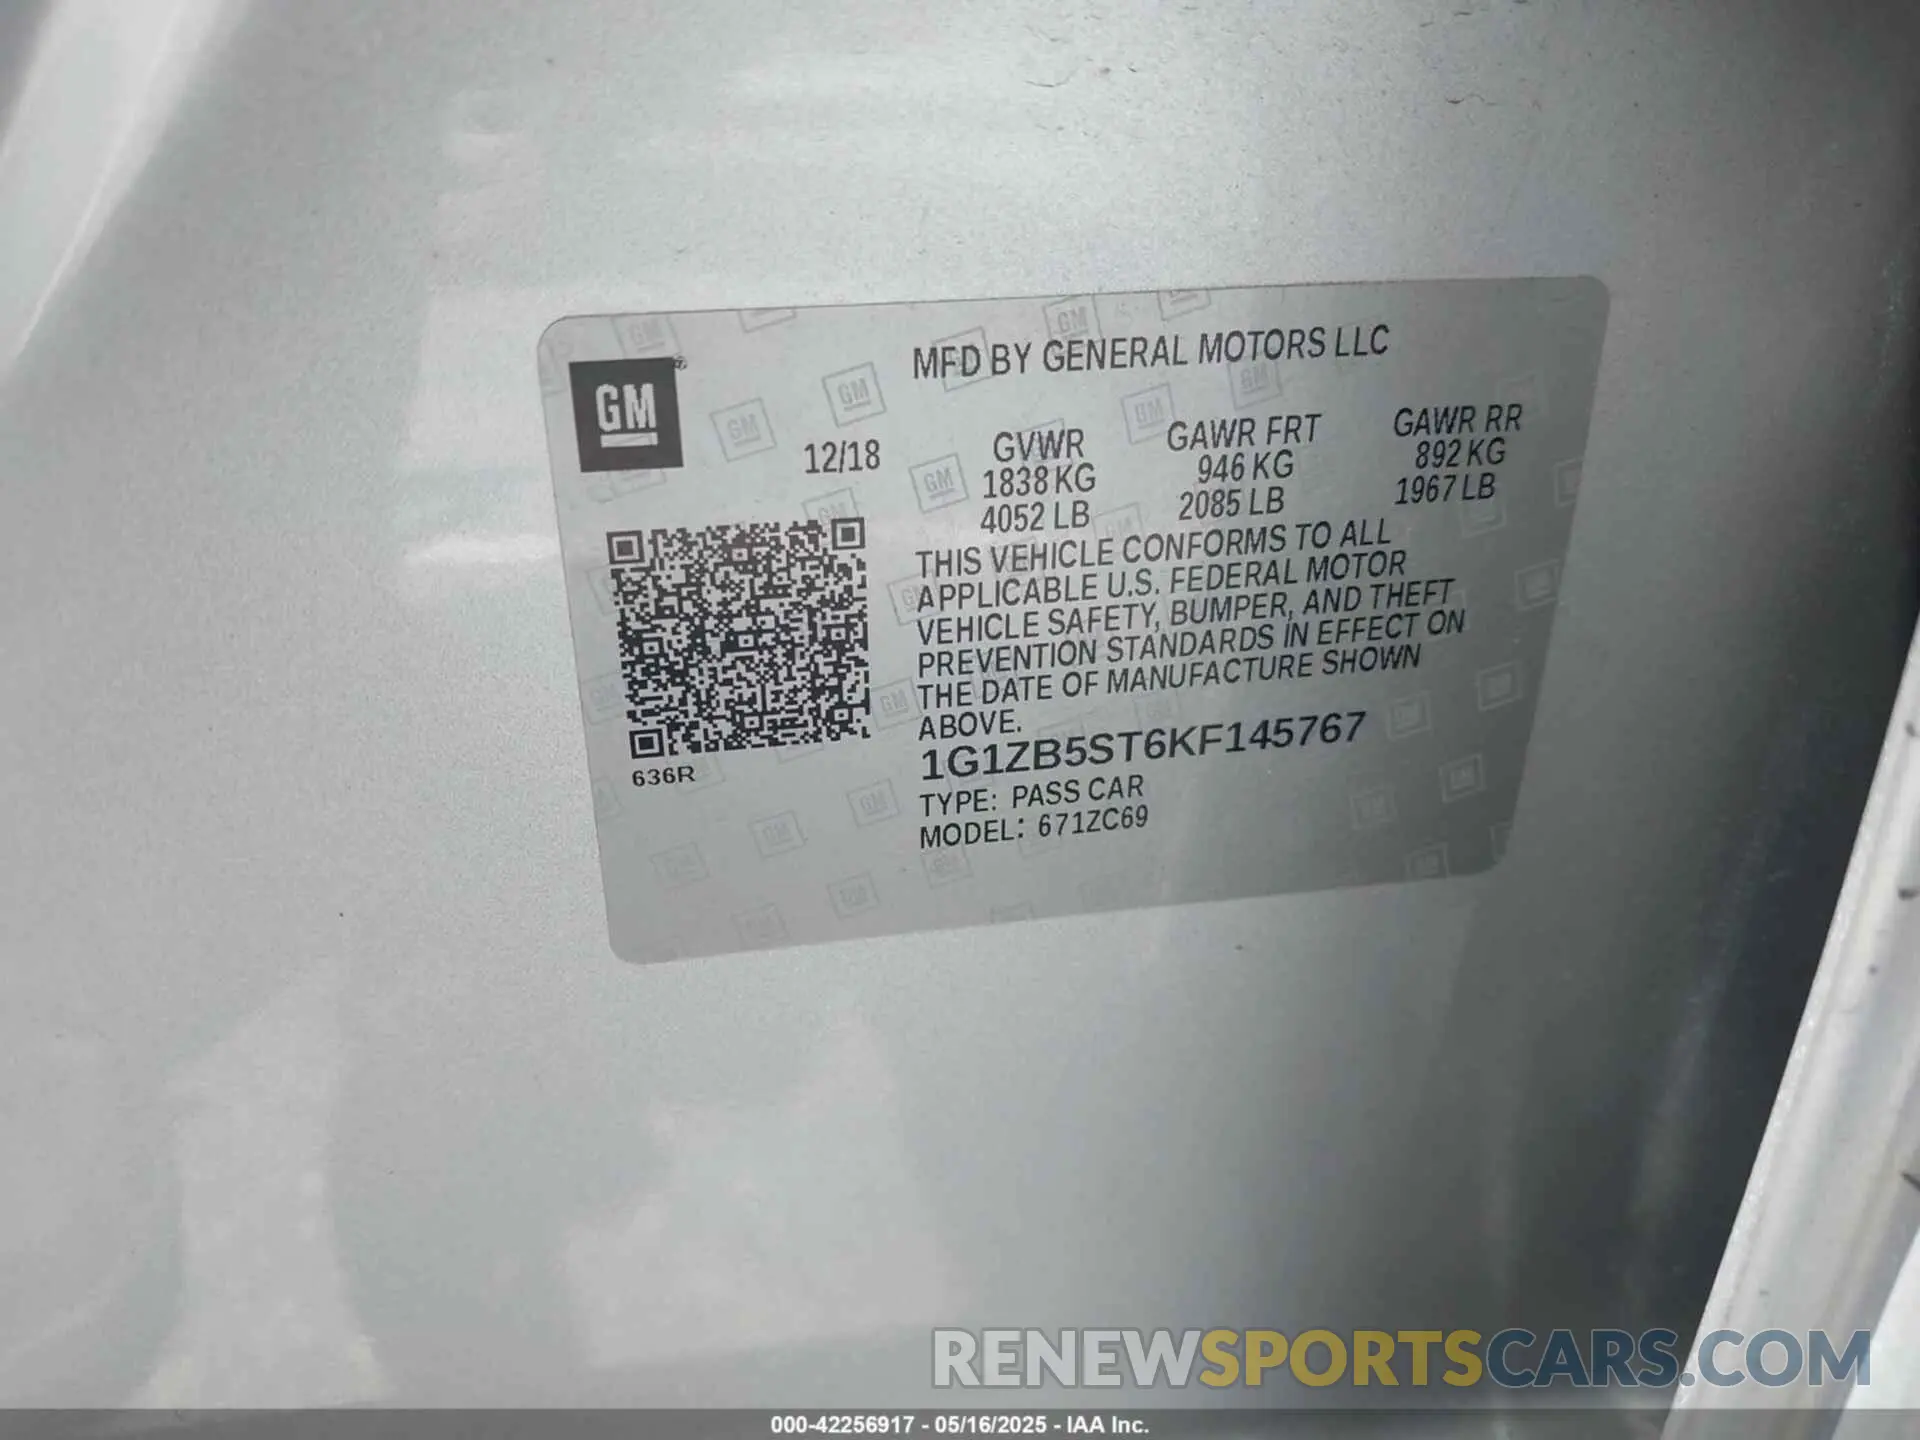 MFD BY GENERAL MOTORS LLC
GM
12/18
GVWR GAWR FRT GAWR RR
1838 KG 946 KG 892 KG
4052 LB 2085 LB 1967 LB
THIS VEHICLE CONFORMS TO ALL
APPLICABLE U.S. FEDERAL MOTOR
VEHICLE SAFETY, BUMPER, AND THEFT
PREVENTION STANDARDS IN EFFECT ON
THE DATE OF MANUFACTURE SHOWN
ABOVE.
1G1ZB5ST6KF145767
636R
TYPE: PASS CAR
MODEL: 671ZC69
RENEWSPORTSCARS.COM
000-42256917 - 05/16/2025 - IAA Inc.